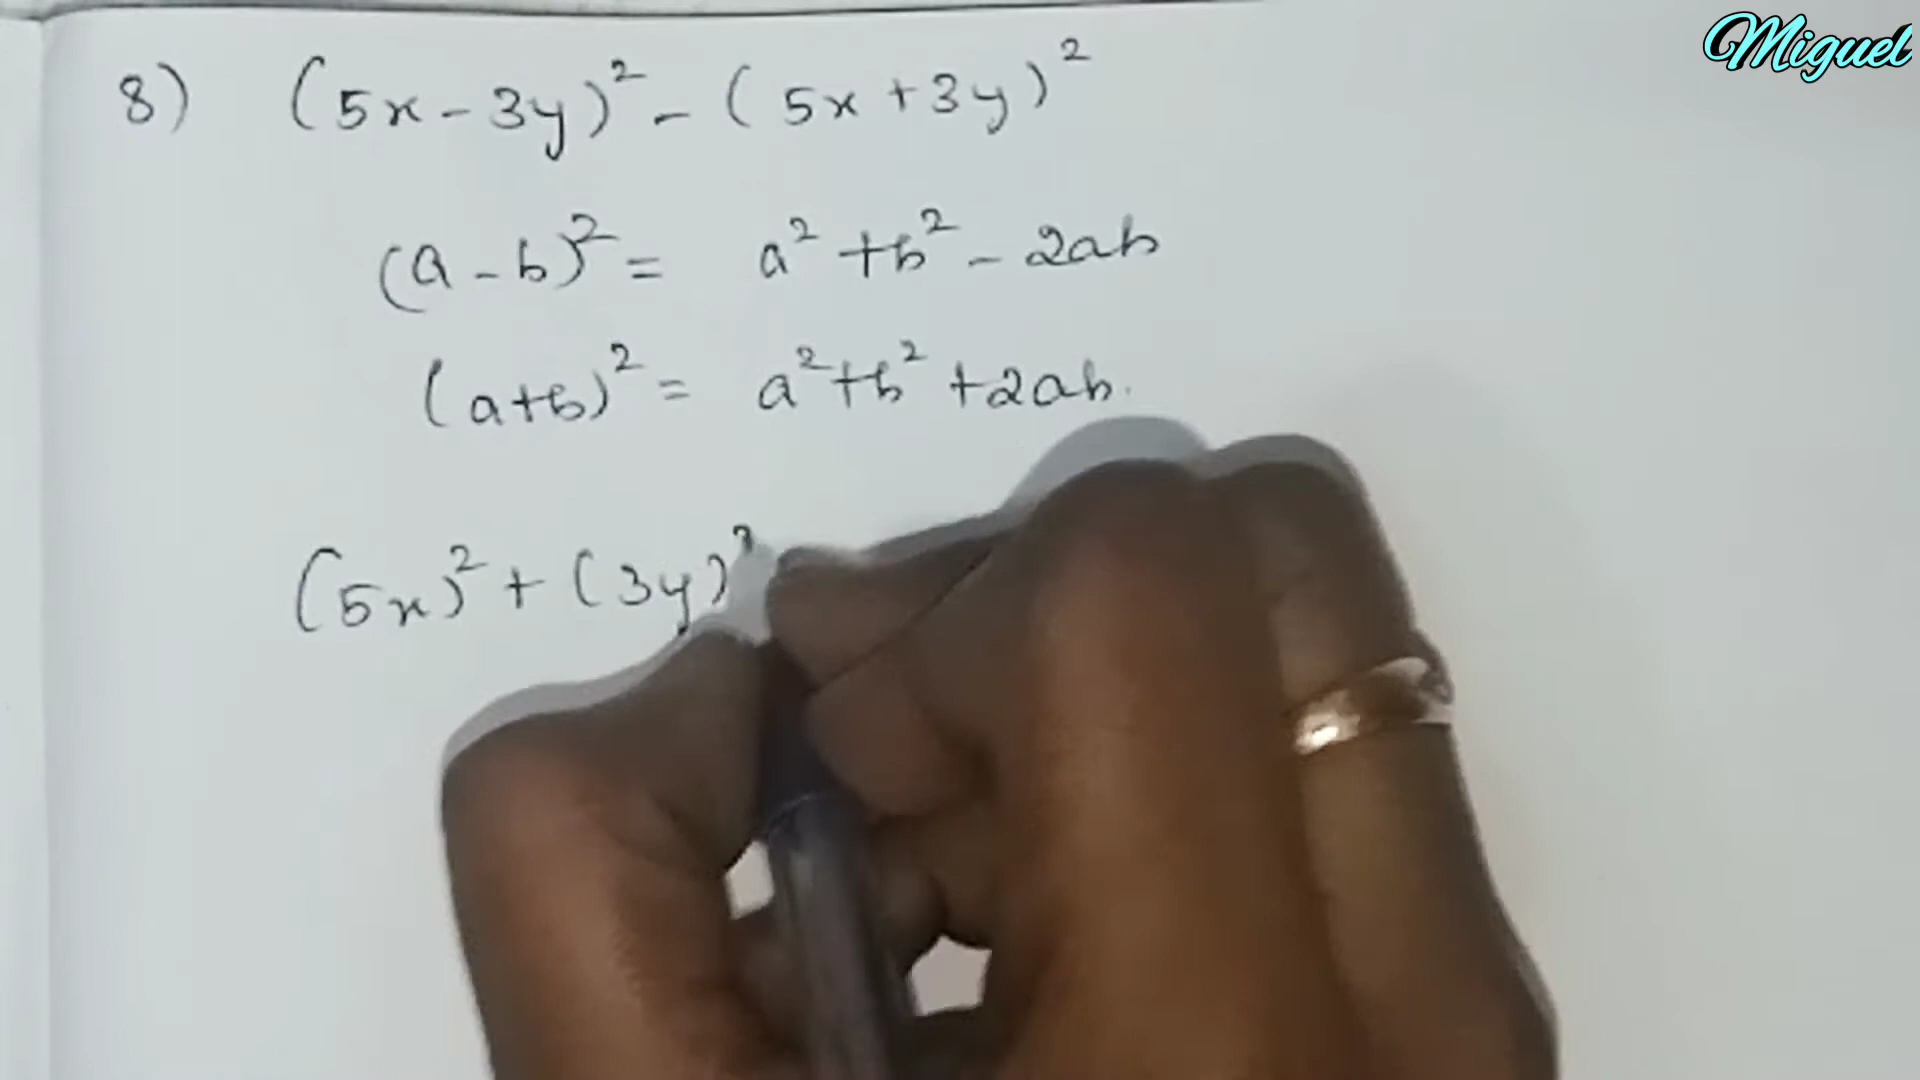 Miguel
8) (5x - 3y)² - (5x + 3y)²
(a - b)² = a² + b² - 2ab
(a+b)² = a² + b² + 2ab.
(5x)² + (3y)²